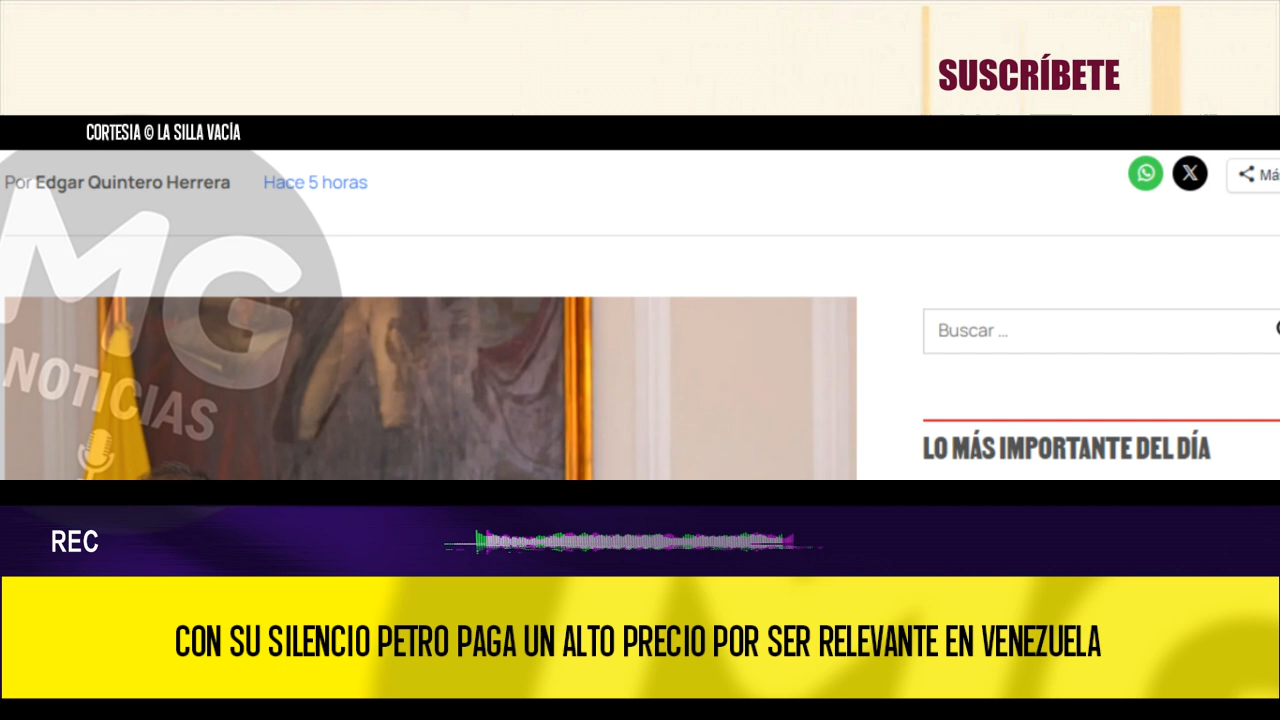 SUSCRÍBETE
CORTESIA © LA SILLA VACÍA
Por Edgar Quintero Herrera Hace 5 horas
Má
MG
NOTICIAS
Buscar ...
LO MÁS IMPORTANTE DEL DÍA
REC
CON SU SILENCIO PETRO PAGA UN ALTO PRECIO POR SER RELEVANTE EN VENEZUELA